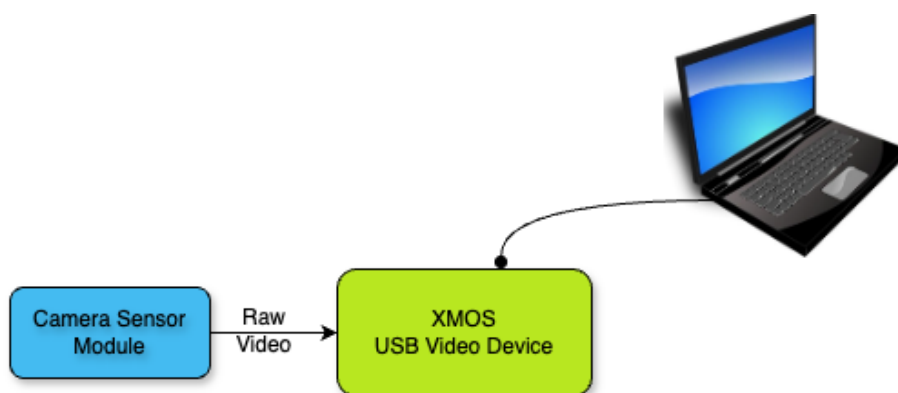 Camera Sensor
Module
Raw
Video
XMOS
USB Video Device